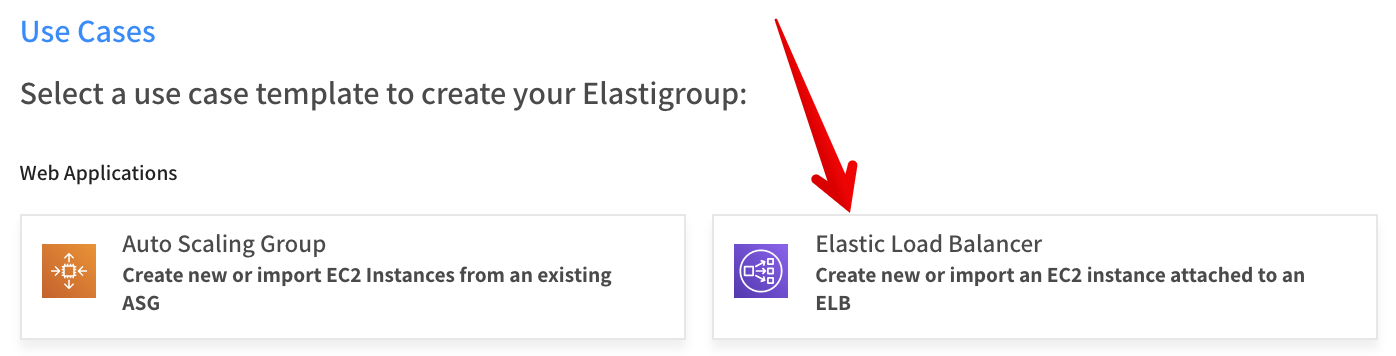 Use Cases
Select a use case template to create your Elastigroup:
Web Applications
Auto Scaling Group
Create new or import EC2 Instances from an existing
ASG
Elastic Load Balancer
Create new or import an EC2 instance attached to an
ELB